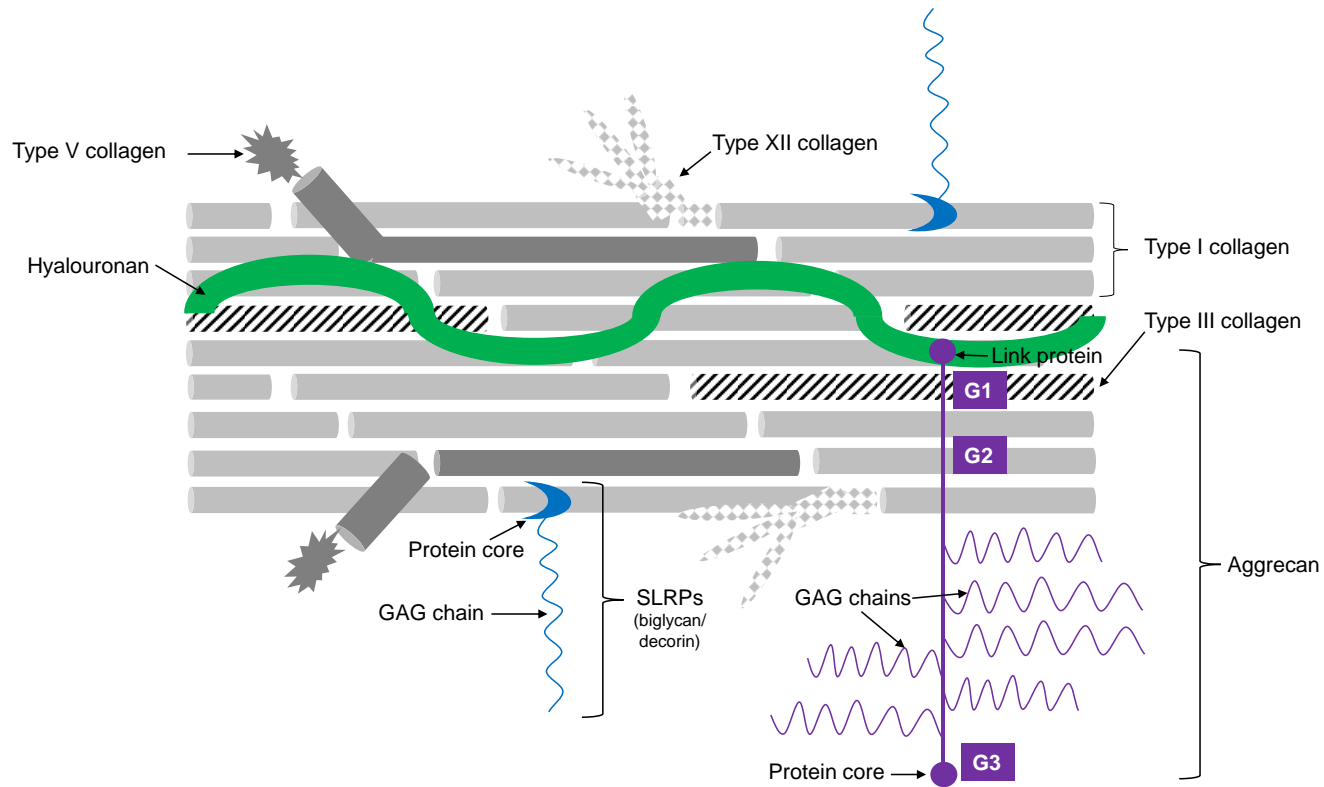 Type V collagen
Type XII collagen
Type I collagen
Hyalouronan
Type III collagen
Link protein
G1
G2
Protein core
GAG chain
SLRPs
(biglycan/
decorin)
GAG chains
Aggrecan
G3
Protein core